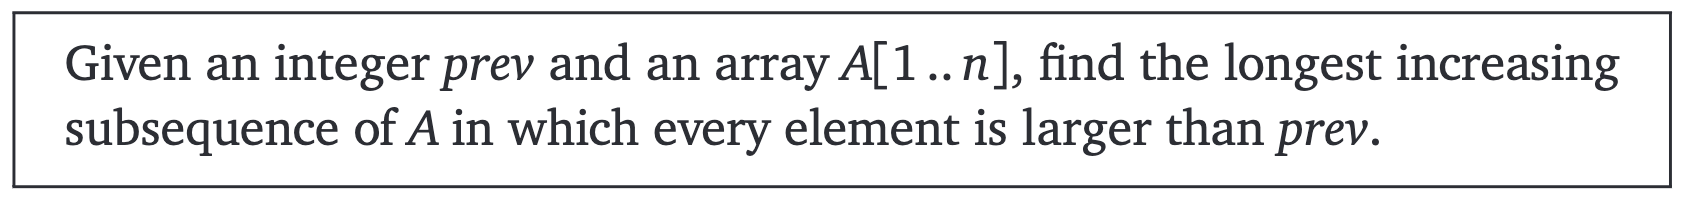 Given an integer prev and an array A[1 .. n], find the longest increasing
subsequence of A in which every element is larger than prev.